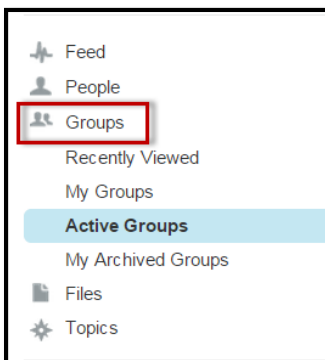 Feed
People
Groups
Recently Viewed
My Groups
Active Groups
My Archived Groups
Files
Topics